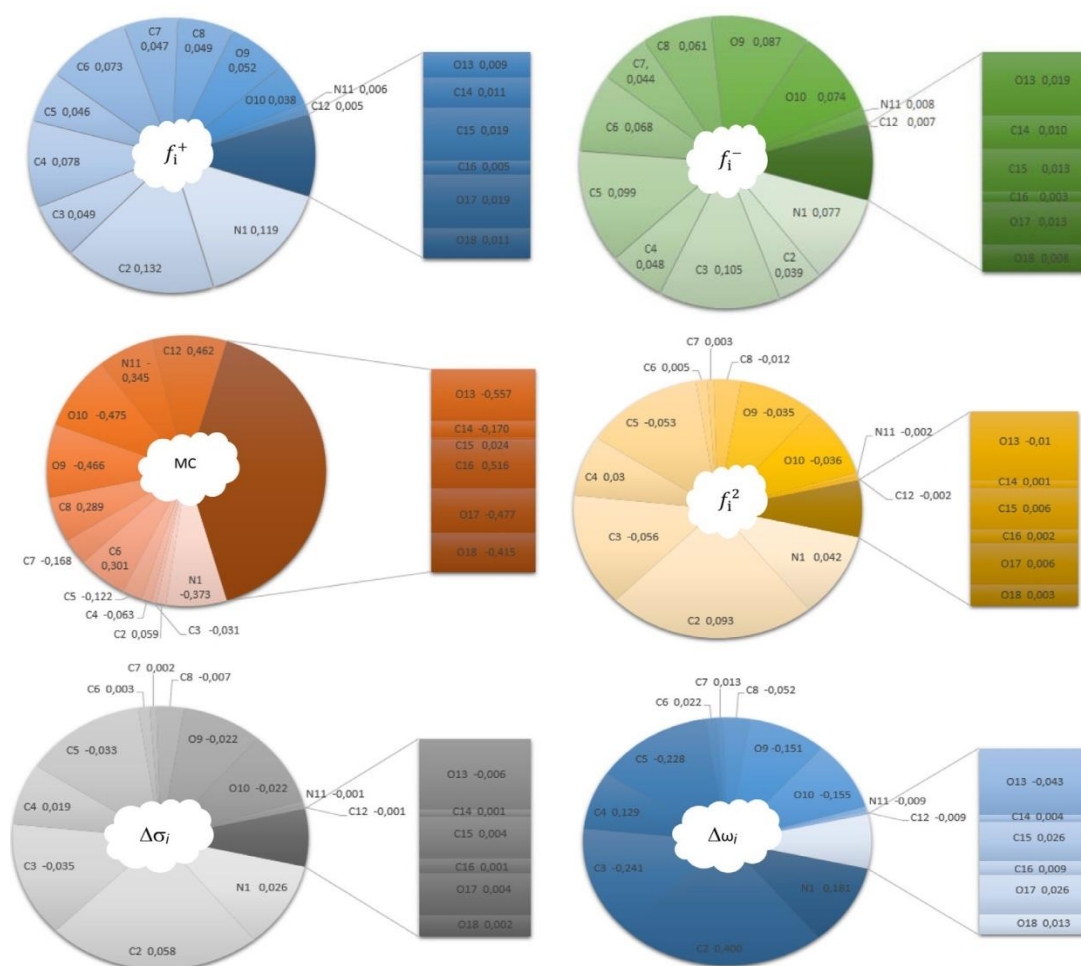 C7
0,047
C8
0,049
O9
0,052
C6 0,073
O10 0,038
N11 0,006
C12 0,005
C5 0,046
C4 0,078
C3 0,049
C2 0,132
N1 0,119
f i +
O13 0,009
C14 0,011
C15 0,019
C16 0,005
O17 0,019
O18 0,011
C8 0,061
O9 0,087
C7,
0,044
O10 0,074
N11 0,008
C12 0,007
C6 0,068
C5 0,099
C4
0,048
C3 0,105
C2
0,039
N1 0,077
f i −
O13 0,019
C14 0,010
C15 0,013
C16 0,003
O17 0,013
O18 0,008
C12 0,462
N11 -
0,345
O10 -0,475
O9 -0,466
C8 0,289
C7 -0,168
C6
0,301
C5 -0,122
C4 -0,063
C2 0,059
C3 -0,031
N1
-0,373
MC
O13 -0,557
C14 -0,170
C15 0,024
C16 0,516
O17 -0,477
O18 -0,415
C7 0,003
C6 0,005
C8 -0,012
C5 -0,053
O9 -0,035
O10 -0,036
N11 -0,002
C12 -0,002
C4 0,03
C3 -0,056
C2 0,093
N1 0,042
f i 2
O13 -0,01
C14 0,001
C15 0,006
C16 0,002
O17 0,006
O18 0,003
C7 0,002
C6 0,003
C8 -0,007
C5 -0,033
O9 -0,022
O10 -0,022
N11 -0,001
C12 -0,001
C4 0,019
C3 -0,035
C2 0,058
N1 0,026
Δσi
O13 -0,006
C14 0,001
C15 0,004
C16 0,001
O17 0,004
O18 0,002
C7 0,013
C6 0,022
C8 -0,052
C5 -0,228
O9 -0,151
O10 -0,155
N11 -0,009
C12 -0,009
C4 0,129
C3 -0,241
C2 0,400
N1 0,181
Δωi
O13 -0,043
C14 0,004
C15 0,026
C16 0,009
O17 0,026
O18 0,013